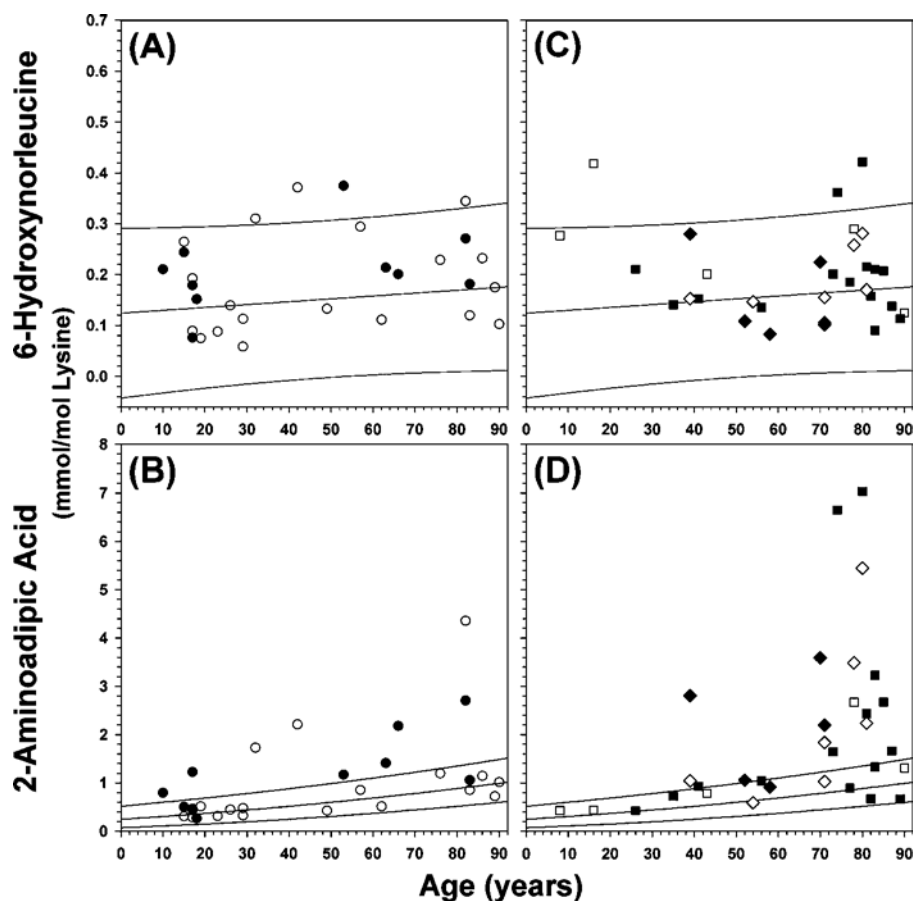 6-Hydroxynorleucine
2-Aminoadipic Acid
(mmol/mol Lysine)
(A)
0.7
0.6
0.5
0.4
0.3
0.2
0.1
0.0
0 10 20 30 40 50 60 70 80 90
(C)
0 10 20 30 40 50 60 70 80 90
(B)
8
7
6
5
4
3
2
1
0
0 10 20 30 40 50 60 70 80 90
(D)
0 10 20 30 40 50 60 70 80 90
Age (years)